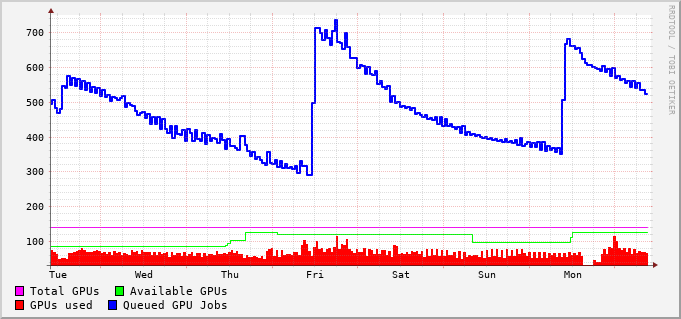 RRDTOOL / TOBI OETIKER
700
600
500
400
300
200
100
Tue Wed Thu Fri Sat Sun Mon
Total GPUs Available GPUs
GPUs used Queued GPU Jobs